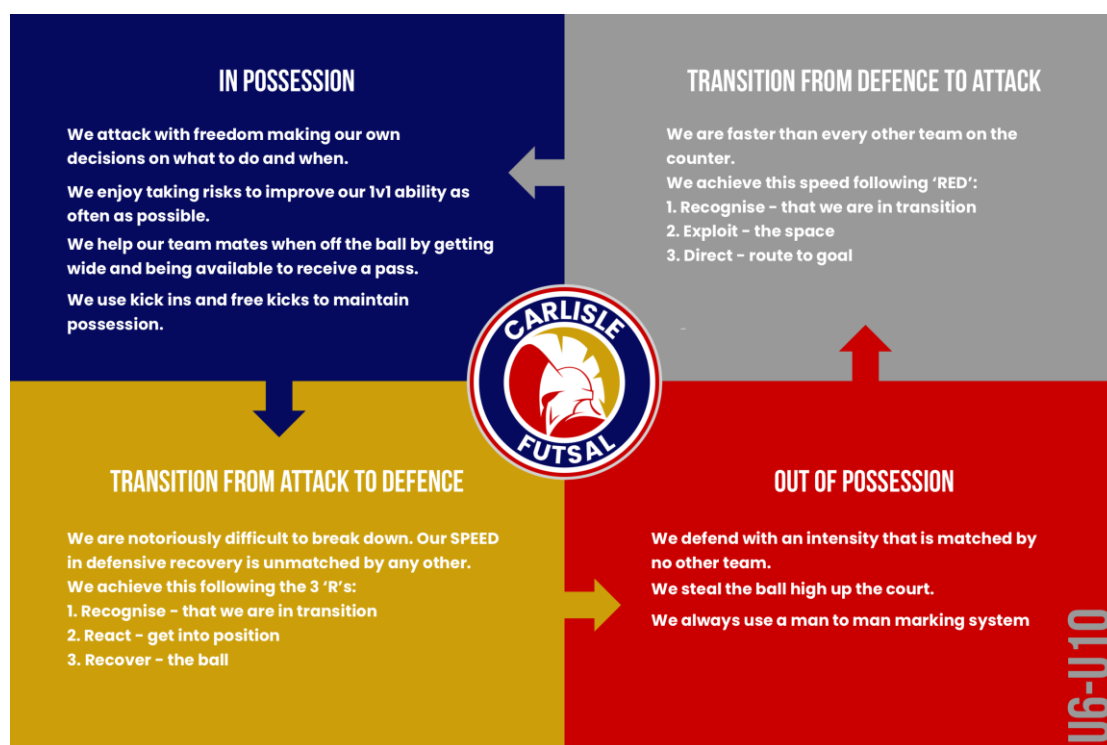 IN POSSESSION
We attack with freedom making our own
decisions on what to do and when.
We enjoy taking risks to improve our 1v1 ability as
often as possible.
We help our team mates when off the ball by getting
wide and being available to receive a pass.
We use kick ins and free kicks to maintain
possession.
TRANSITION FROM DEFENCE TO ATTACK
We are faster than every other team on the
counter.
We achieve this speed following ‘RED’:
1. Recognise - that we are in transition
2. Exploit - the space
3. Direct - route to goal
CARLISLE
FUTSAL
TRANSITION FROM ATTACK TO DEFENCE
We are notoriously difficult to break down. Our SPEED
in defensive recovery is unmatched by any other.
We achieve this following the 3 ‘R’s:
1. Recognise - that we are in transition
2. React - get into position
3. Recover - the ball
OUT OF POSSESSION
We defend with an intensity that is matched by
no other team.
We steal the ball high up the court.
We always use a man to man marking system
U6-U10